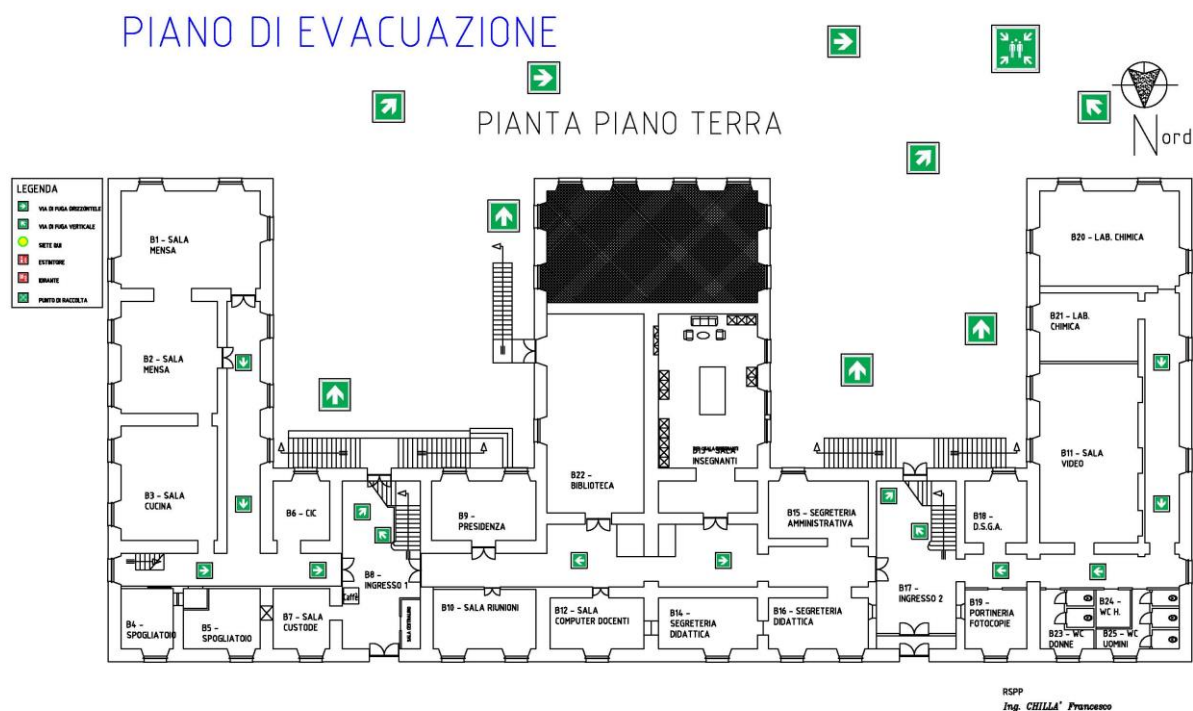 PIANO DI EVACUAZIONE
PIANTA PIANO TERRA
Nord
LEGENDA
VIA DI FUGA ORIZZONTELE
VIA DI FUGA VERTICALE
SIETE QUI
ESTINTORE
IDRANTE
PUNTO DI RACCOLTA
B1 - SALA
MENSA
B2 - SALA
MENSA
B3 - SALA
CUCINA
B4 -
SPOGLIATOIO
B5 -
SPOGLIATOIO
B6 - CIC
B7 - SALA
CUSTODE
Caffè
B8 -
INGRESSO 1
B9 -
PRESIDENZA
B10 - SALA RIUNIONI
B12 - SALA
COMPUTER DOCENTI
B22 -
BIBLIOTECA
B13 - SALA
INSEGNANTI
B14 -
SEGRETERIA
DIDATTICA
B15 - SEGRETERIA
AMMINISTRATIVA
B16 - SEGRETERIA
DIDATTICA
B17 -
INGRESSO 2
B18 -
D.S.G.A.
B19 -
PORTINERIA
FOTOCOPIE
B20 - LAB. CHIMICA
B21 - LAB.
CHIMICA
B11 - SALA
VIDEO
B23 - WC
DONNE
B24 -
WC H.
B25 - WC
UOMINI
RSPP
Ing. CHILLA' Francesco